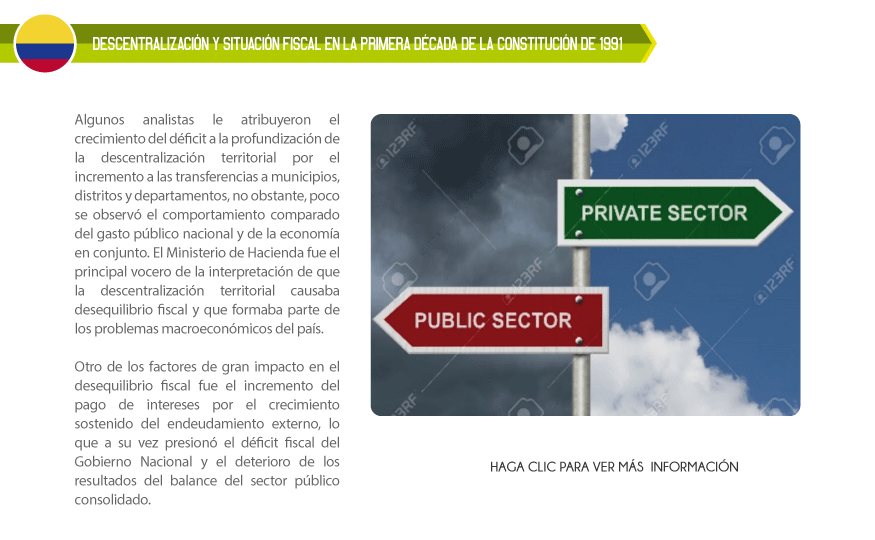 DESCENTRALIZACIÓN Y SITUACIÓN FISCAL EN LA PRIMERA DÉCADA DE LA CONSTITUCIÓN DE 1991
Algunos analistas le atribuyeron el
crecimiento del déficit a la profundización de
la descentralización territorial por el
incremento a las transferencias a municipios,
distritos y departamentos, no obstante, poco
se observó el comportamiento comparado
del gasto público nacional y de la economía
en conjunto. El Ministerio de Hacienda fue el
principal vocero de la interpretación de que
la descentralización territorial causaba
desequilibrio fiscal y que formaba parte de
los problemas macroeconómicos del país.
Otro de los factores de gran impacto en el
desequilibrio fiscal fue el incremento del
pago de intereses por el crecimiento
sostenido del endeudamiento externo, lo
que a su vez presionó el déficit fiscal del
Gobierno Nacional y el deterioro de los
resultados del balance del sector público
consolidado.
123RF
123RF
PRIVATE SECTOR
123RF
123RF
PUBLIC SECTOR
123RF
123RF
HAGA CLIC PARA VER MÁS INFORMACIÓN